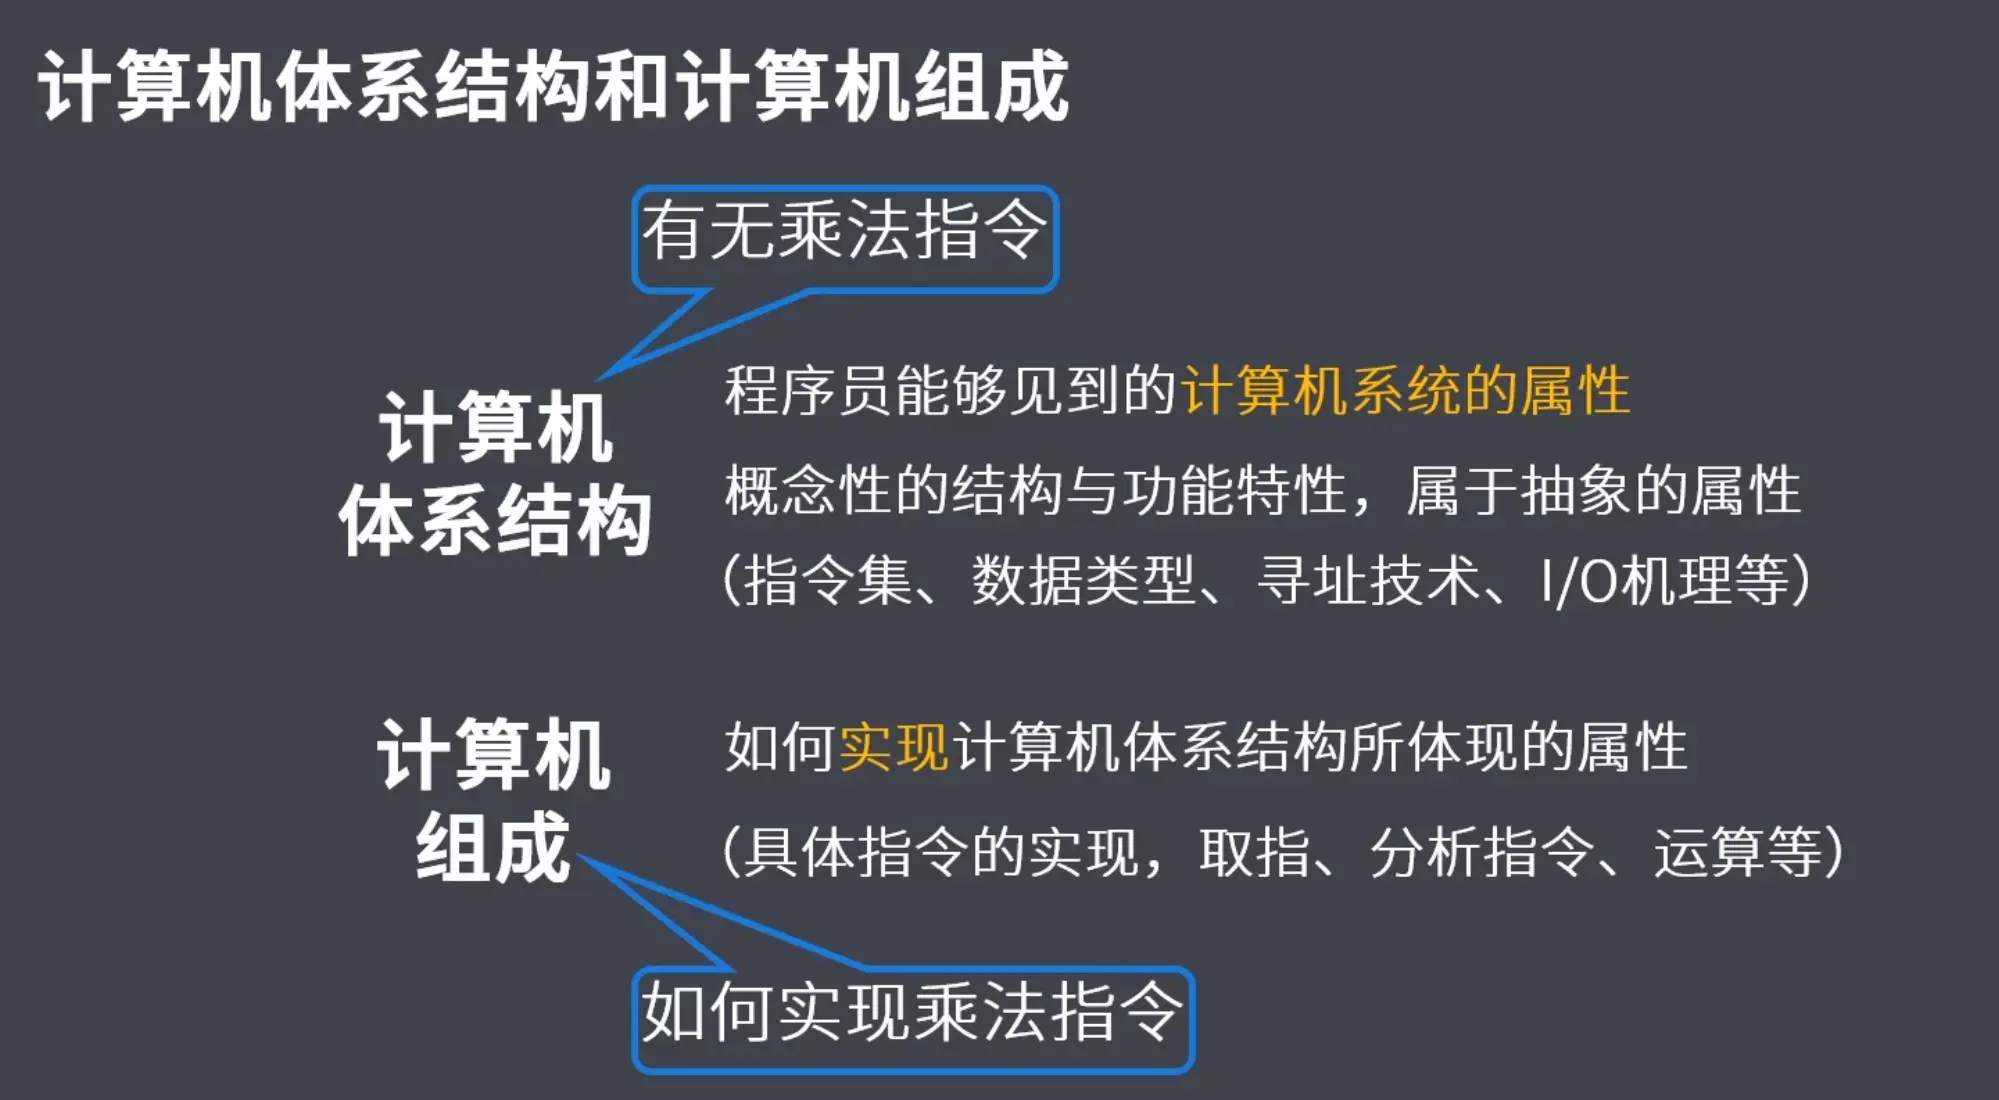 计算机体系结构和计算机组成
有无乘法指令
计算机
体系结构
程序员能够见到的计算机系统的属性
概念性的结构与功能特性，属于抽象的属性
（指令集、数据类型、寻址技术、I/O机理等）
计算机
组成
如何实现计算机体系结构所体现的属性
（具体指令的实现，取指、分析指令、运算等）
如何实现乘法指令